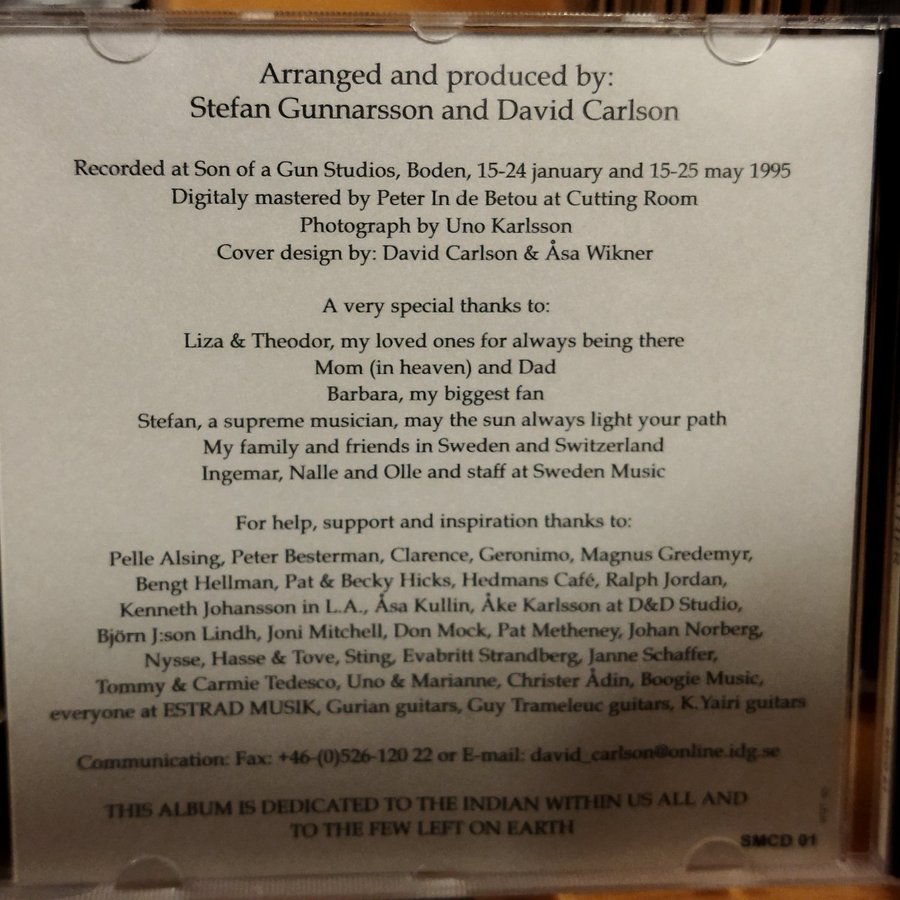 Arranged and produced by:
Stefan Gunnarsson and David Carlson
Recorded at Son of a Gun Studios, Boden, 15-24 january and 15-25 may 1995
Digitaly mastered by Peter In de Betou at Cutting Room
Photograph by Uno Karlsson
Cover design by: David Carlson & Åsa Wikner
A very special thanks to:
Liza & Theodor, my loved ones for always being there
Mom (in heaven) and Dad
Barbara, my biggest fan
Stefan, a supreme musician, may the sun always light your path
My family and friends in Sweden and Switzerland
Ingemar, Nalle and Olle and staff at Sweden Music
For help, support and inspiration thanks to:
Pelle Alsing, Peter Besterman, Clarence, Geronimo, Magnus Gredemyr,
Bengt Hellman, Pat & Becky Hicks, Hedmans Café, Ralph Jordan,
Kenneth Johansson in L.A., Åsa Kullin, Åke Karlsson at D&D Studio,
Björn J:son Lindh, Joni Mitchell, Don Mock, Pat Metheney, Johan Norberg,
Nysse, Hasse & Tove, Sting, Evabritt Strandberg, Janne Schaffer,
Tommy & Carmie Tedesco, Uno & Marianne, Christer Ådin, Boogie Music,
everyone at ESTRAD MUSIK, Gurian guitars, Guy Trameleuc guitars, K.Yairi guitars
Communication: Fax: +46-(0)526-120 22 or E-mail: david_carlson@online.idg.se
THIS ALBUM IS DEDICATED TO THE INDIAN WITHIN US ALL AND
TO THE FEW LEFT ON EARTH
SMCD 01